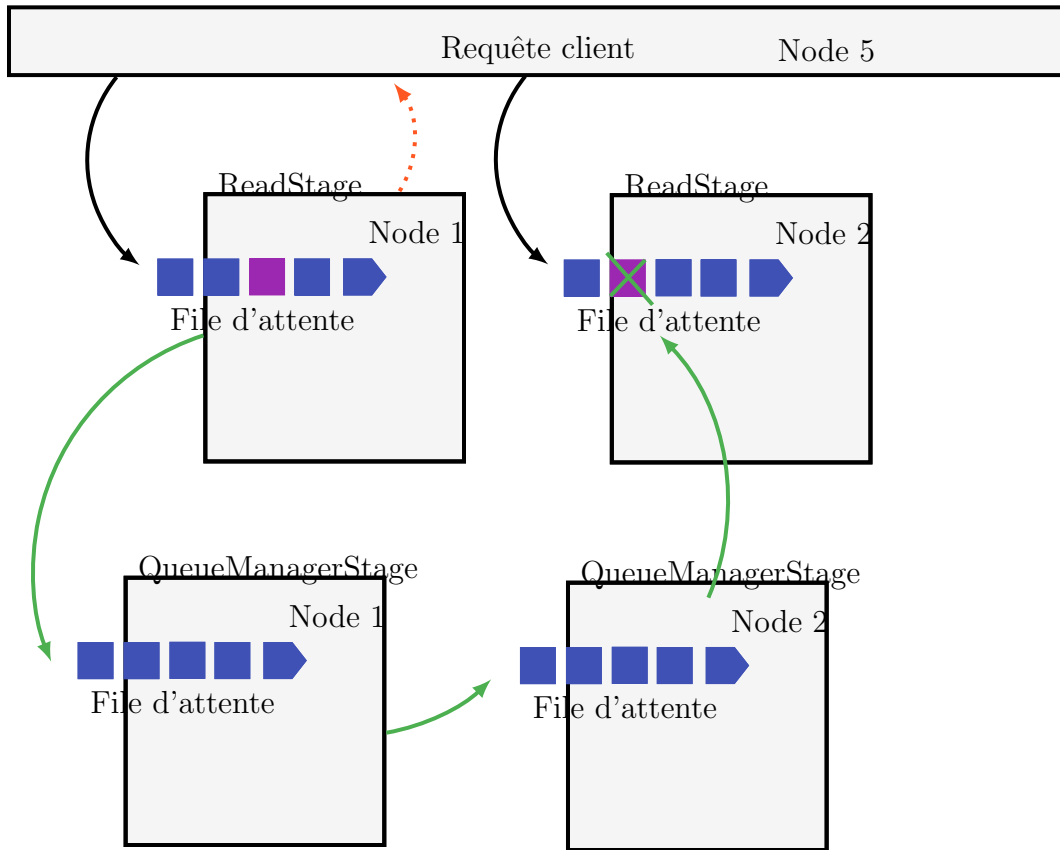 Requête client
Node 5
ReadStage
ReadStage
Node 1
Node 2
File d'attente
File d'attente
QueueManagerStage
QueueManagerStage
Node 1
Node 2
File d'attente
File d'attente